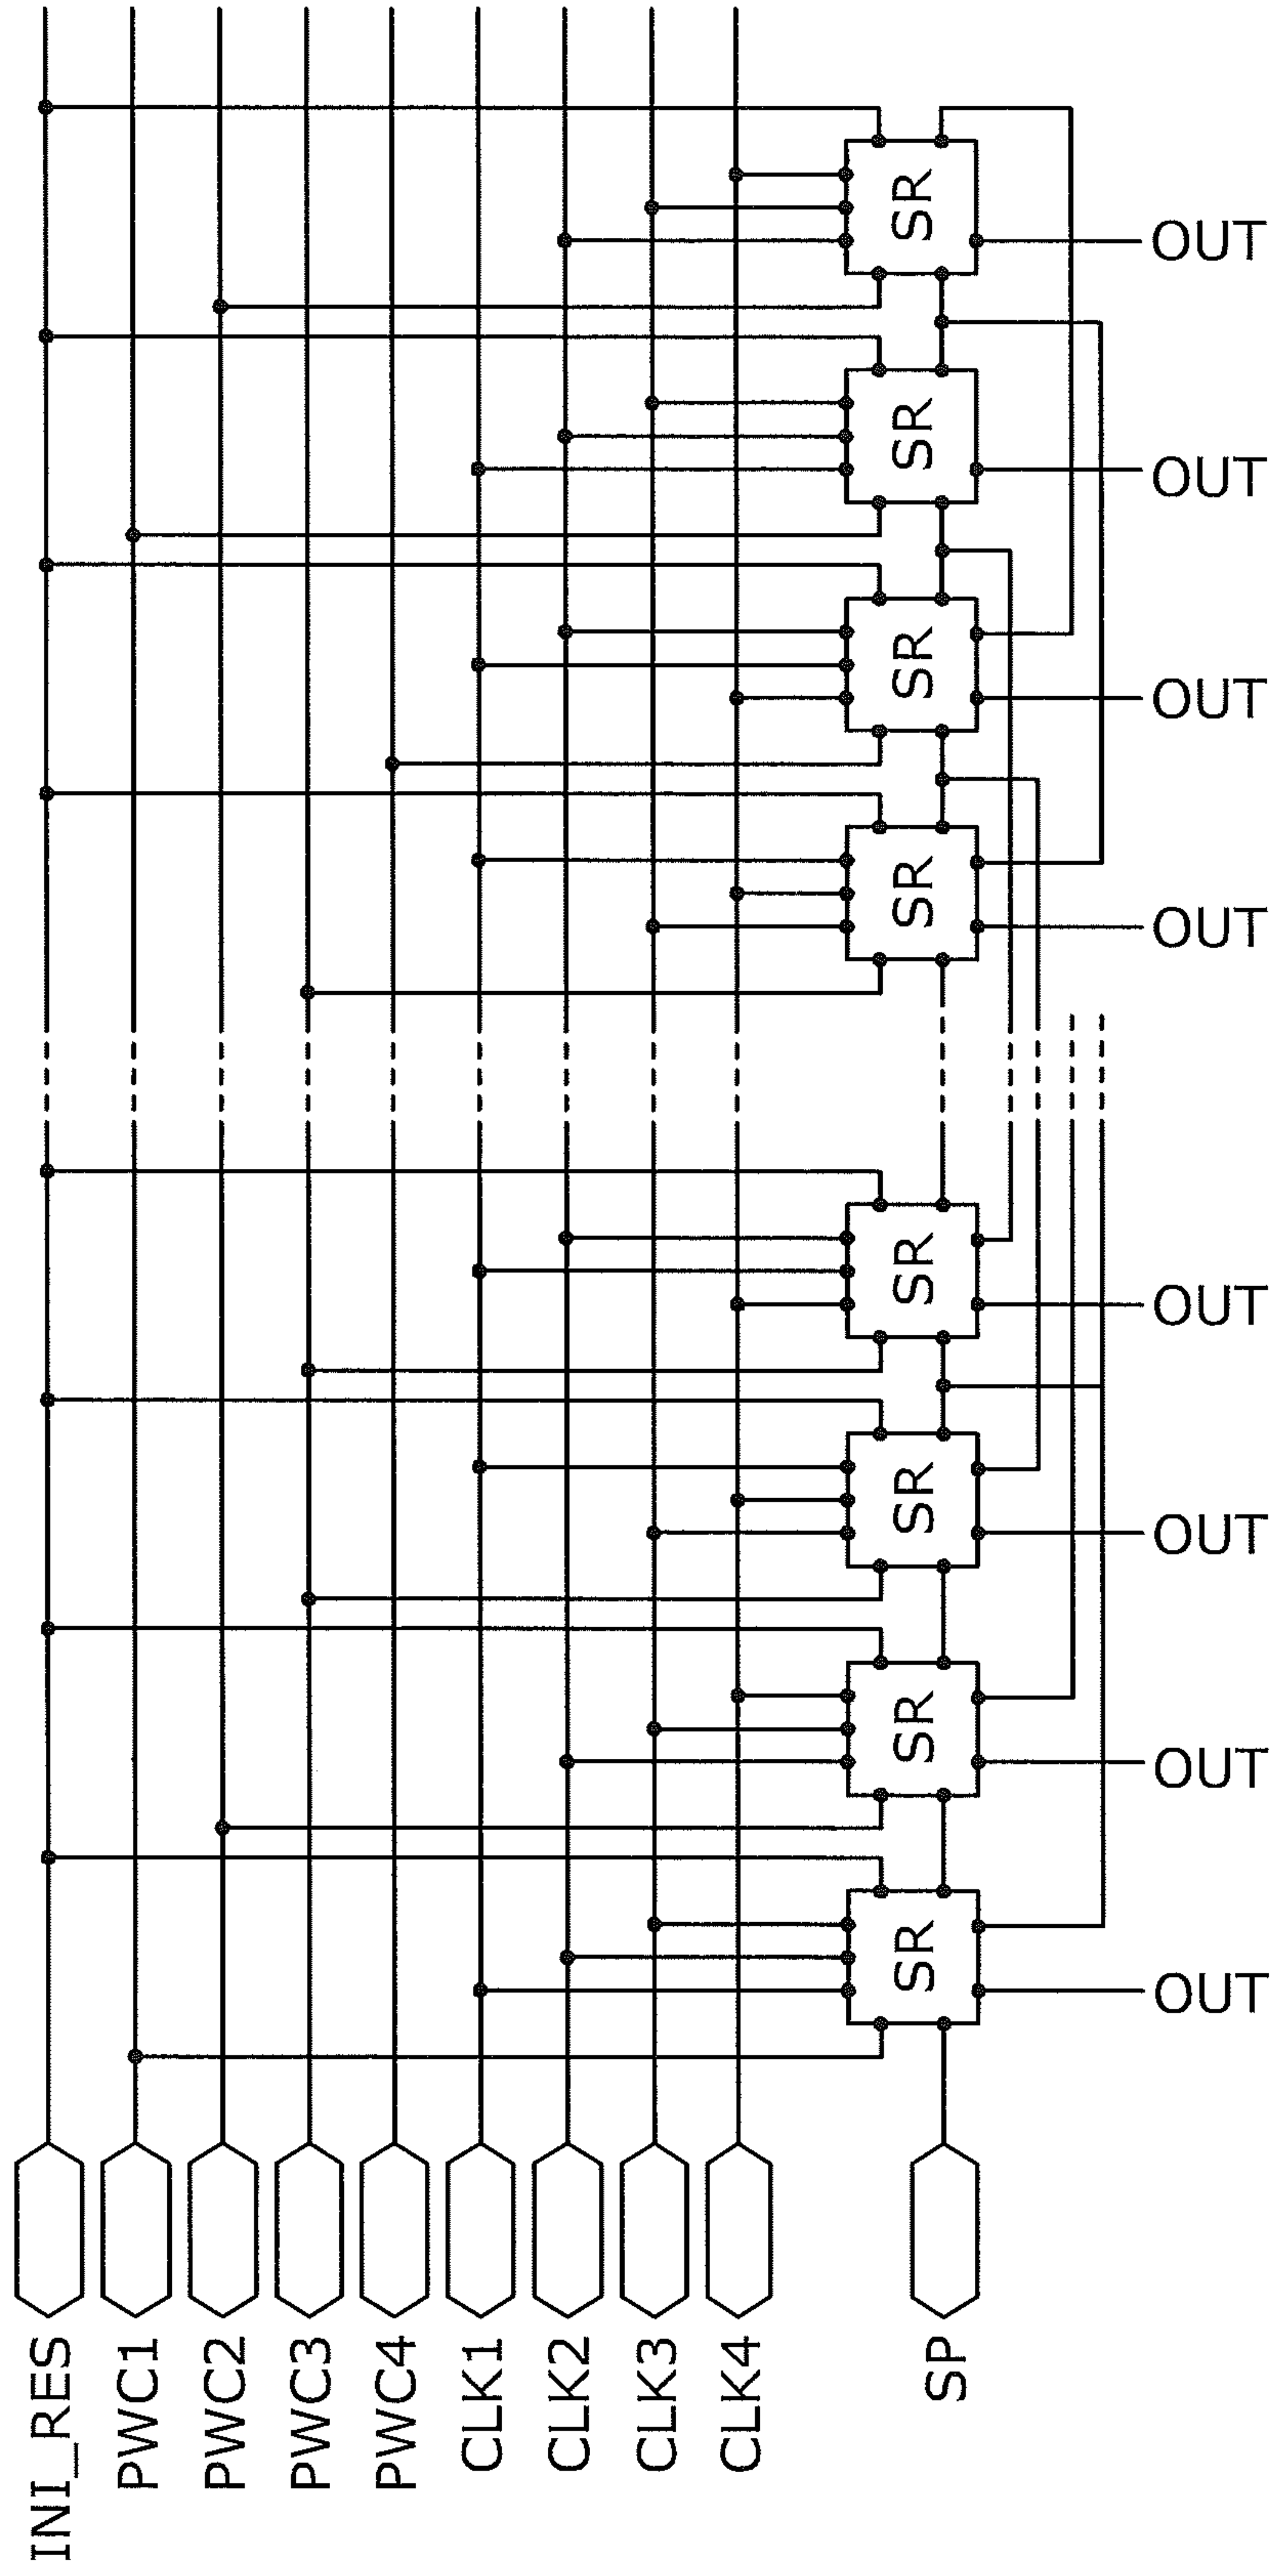 INI_RES
PWC1
PWC2
PWC3
PWC4
CLK1
CLK2
CLK3
CLK4
SP
SR
OUT
SR
OUT
SR
OUT
SR
OUT
SR
OUT
SR
OUT
SR
OUT
SR
OUT